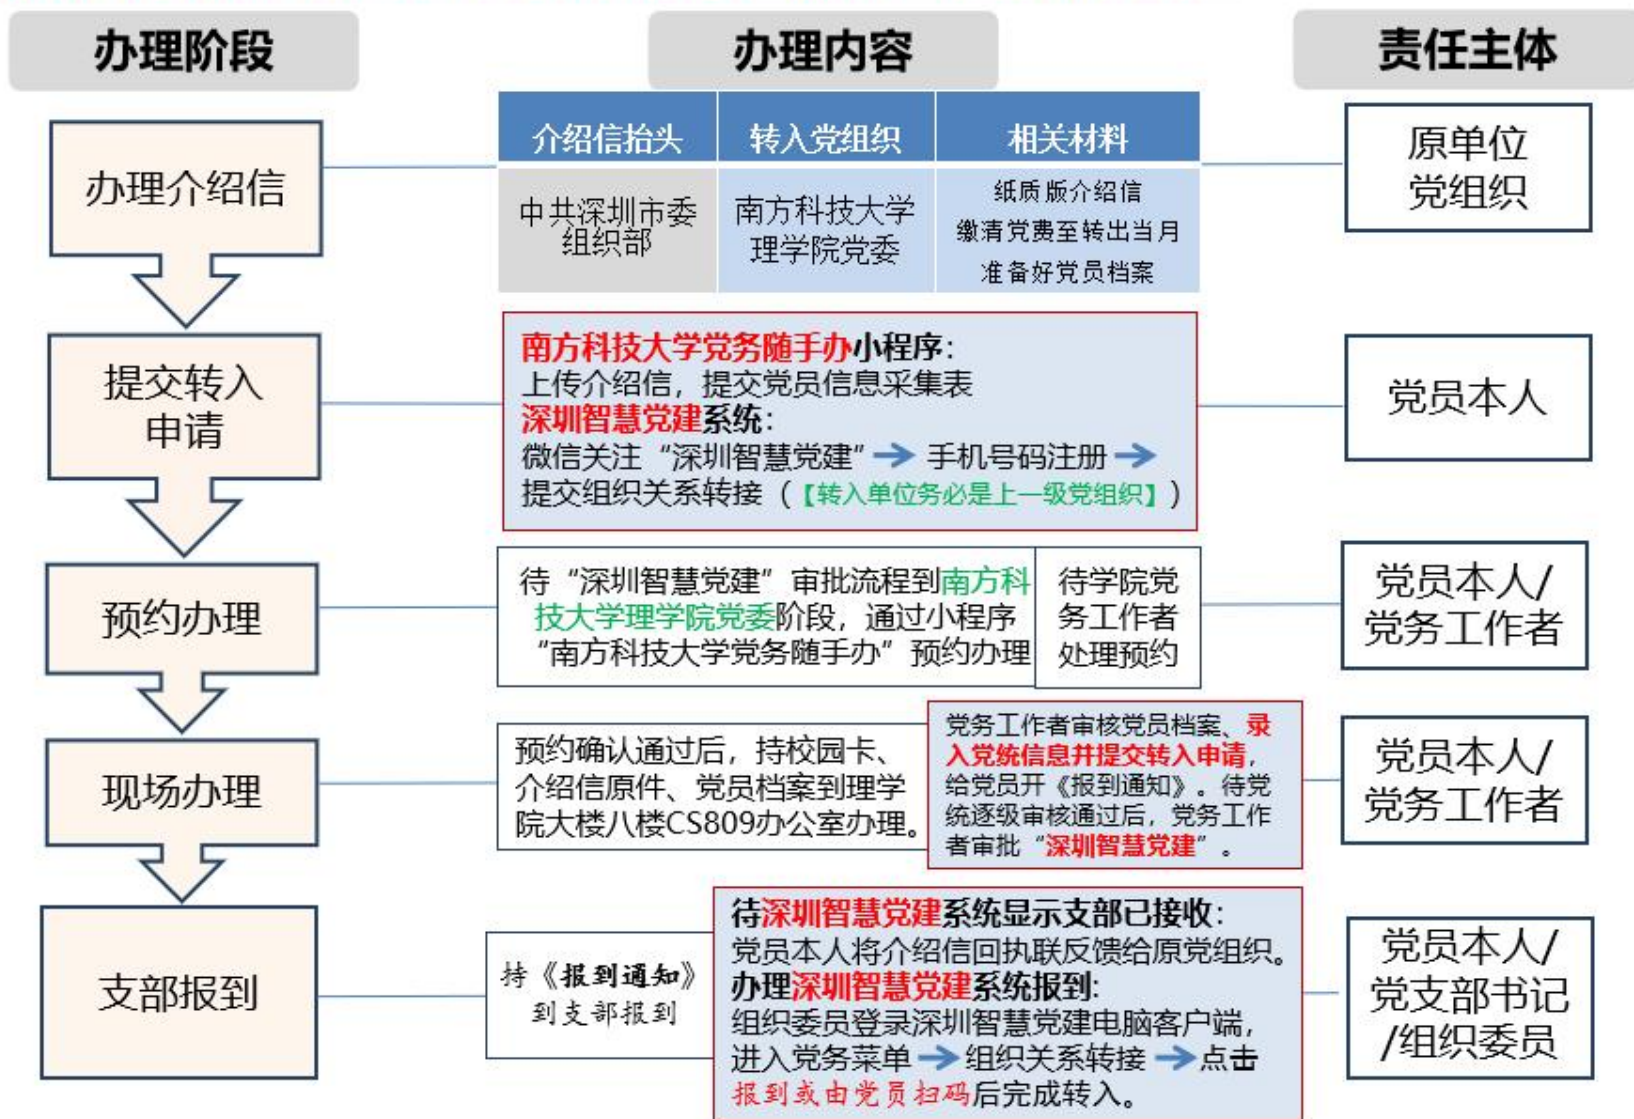 办理阶段
办理内容
责任主体
办理介绍信
介绍信抬头
转入党组织
相关材料
中共深圳市委
组织部
南方科技大学
理学院党委
纸质版介绍信
缴清党费至转出当月
准备好党员档案
原单位
党组织
提交转入
申请
南方科技大学党务随手办小程序：
上传介绍信，提交党员信息采集表
深圳智慧党建系统：
微信关注“深圳智慧党建”→ 手机号码注册→
提交组织关系转接（【转入单位务必是上一级党组织】）
党员本人
预约办理
待“深圳智慧党建”审批流程到南方科
技大学理学院党委阶段，通过小程序
“南方科技大学党务随手办”预约办理
待学院党
务工作者
处理预约
党员本人/
党务工作者
现场办理
预约确认通过后，持校园卡、
介绍信原件、党员档案到理学
院大楼八楼CS809办公室办理。
党务工作者审核党员档案、录
入党统信息并提交转入申请，
给党员开《报到通知》。待党
统逐级审核通过后，党务工作
者审批“深圳智慧党建”。
党员本人/
党务工作者
支部报到
持《报到通知》
到支部报到
待深圳智慧党建系统显示支部已接收：
党员本人将介绍信回执联反馈给原党组织。
办理深圳智慧党建系统报到：
组织委员登录深圳智慧党建电脑客户端，
进入党务菜单→组织关系转接→点击
报到或由党员扫码后完成转入。
党员本人/
党支部书记
/组织委员